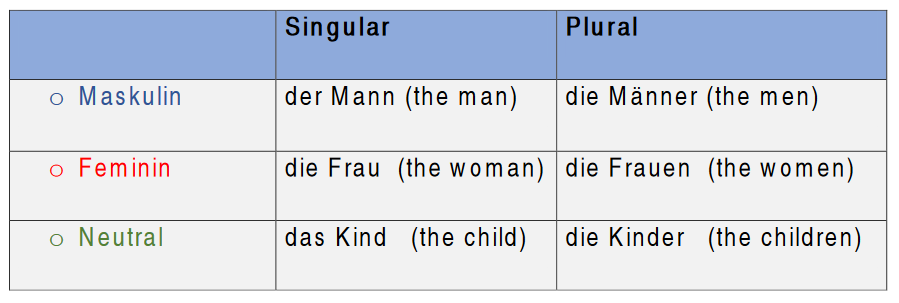 Singular Plural
o Maskulin der Mann (the man) die Männer (the men)
o Feminin die Frau (the woman) die Frauen (the women)
o Neutral das Kind (the child) die Kinder (the children)